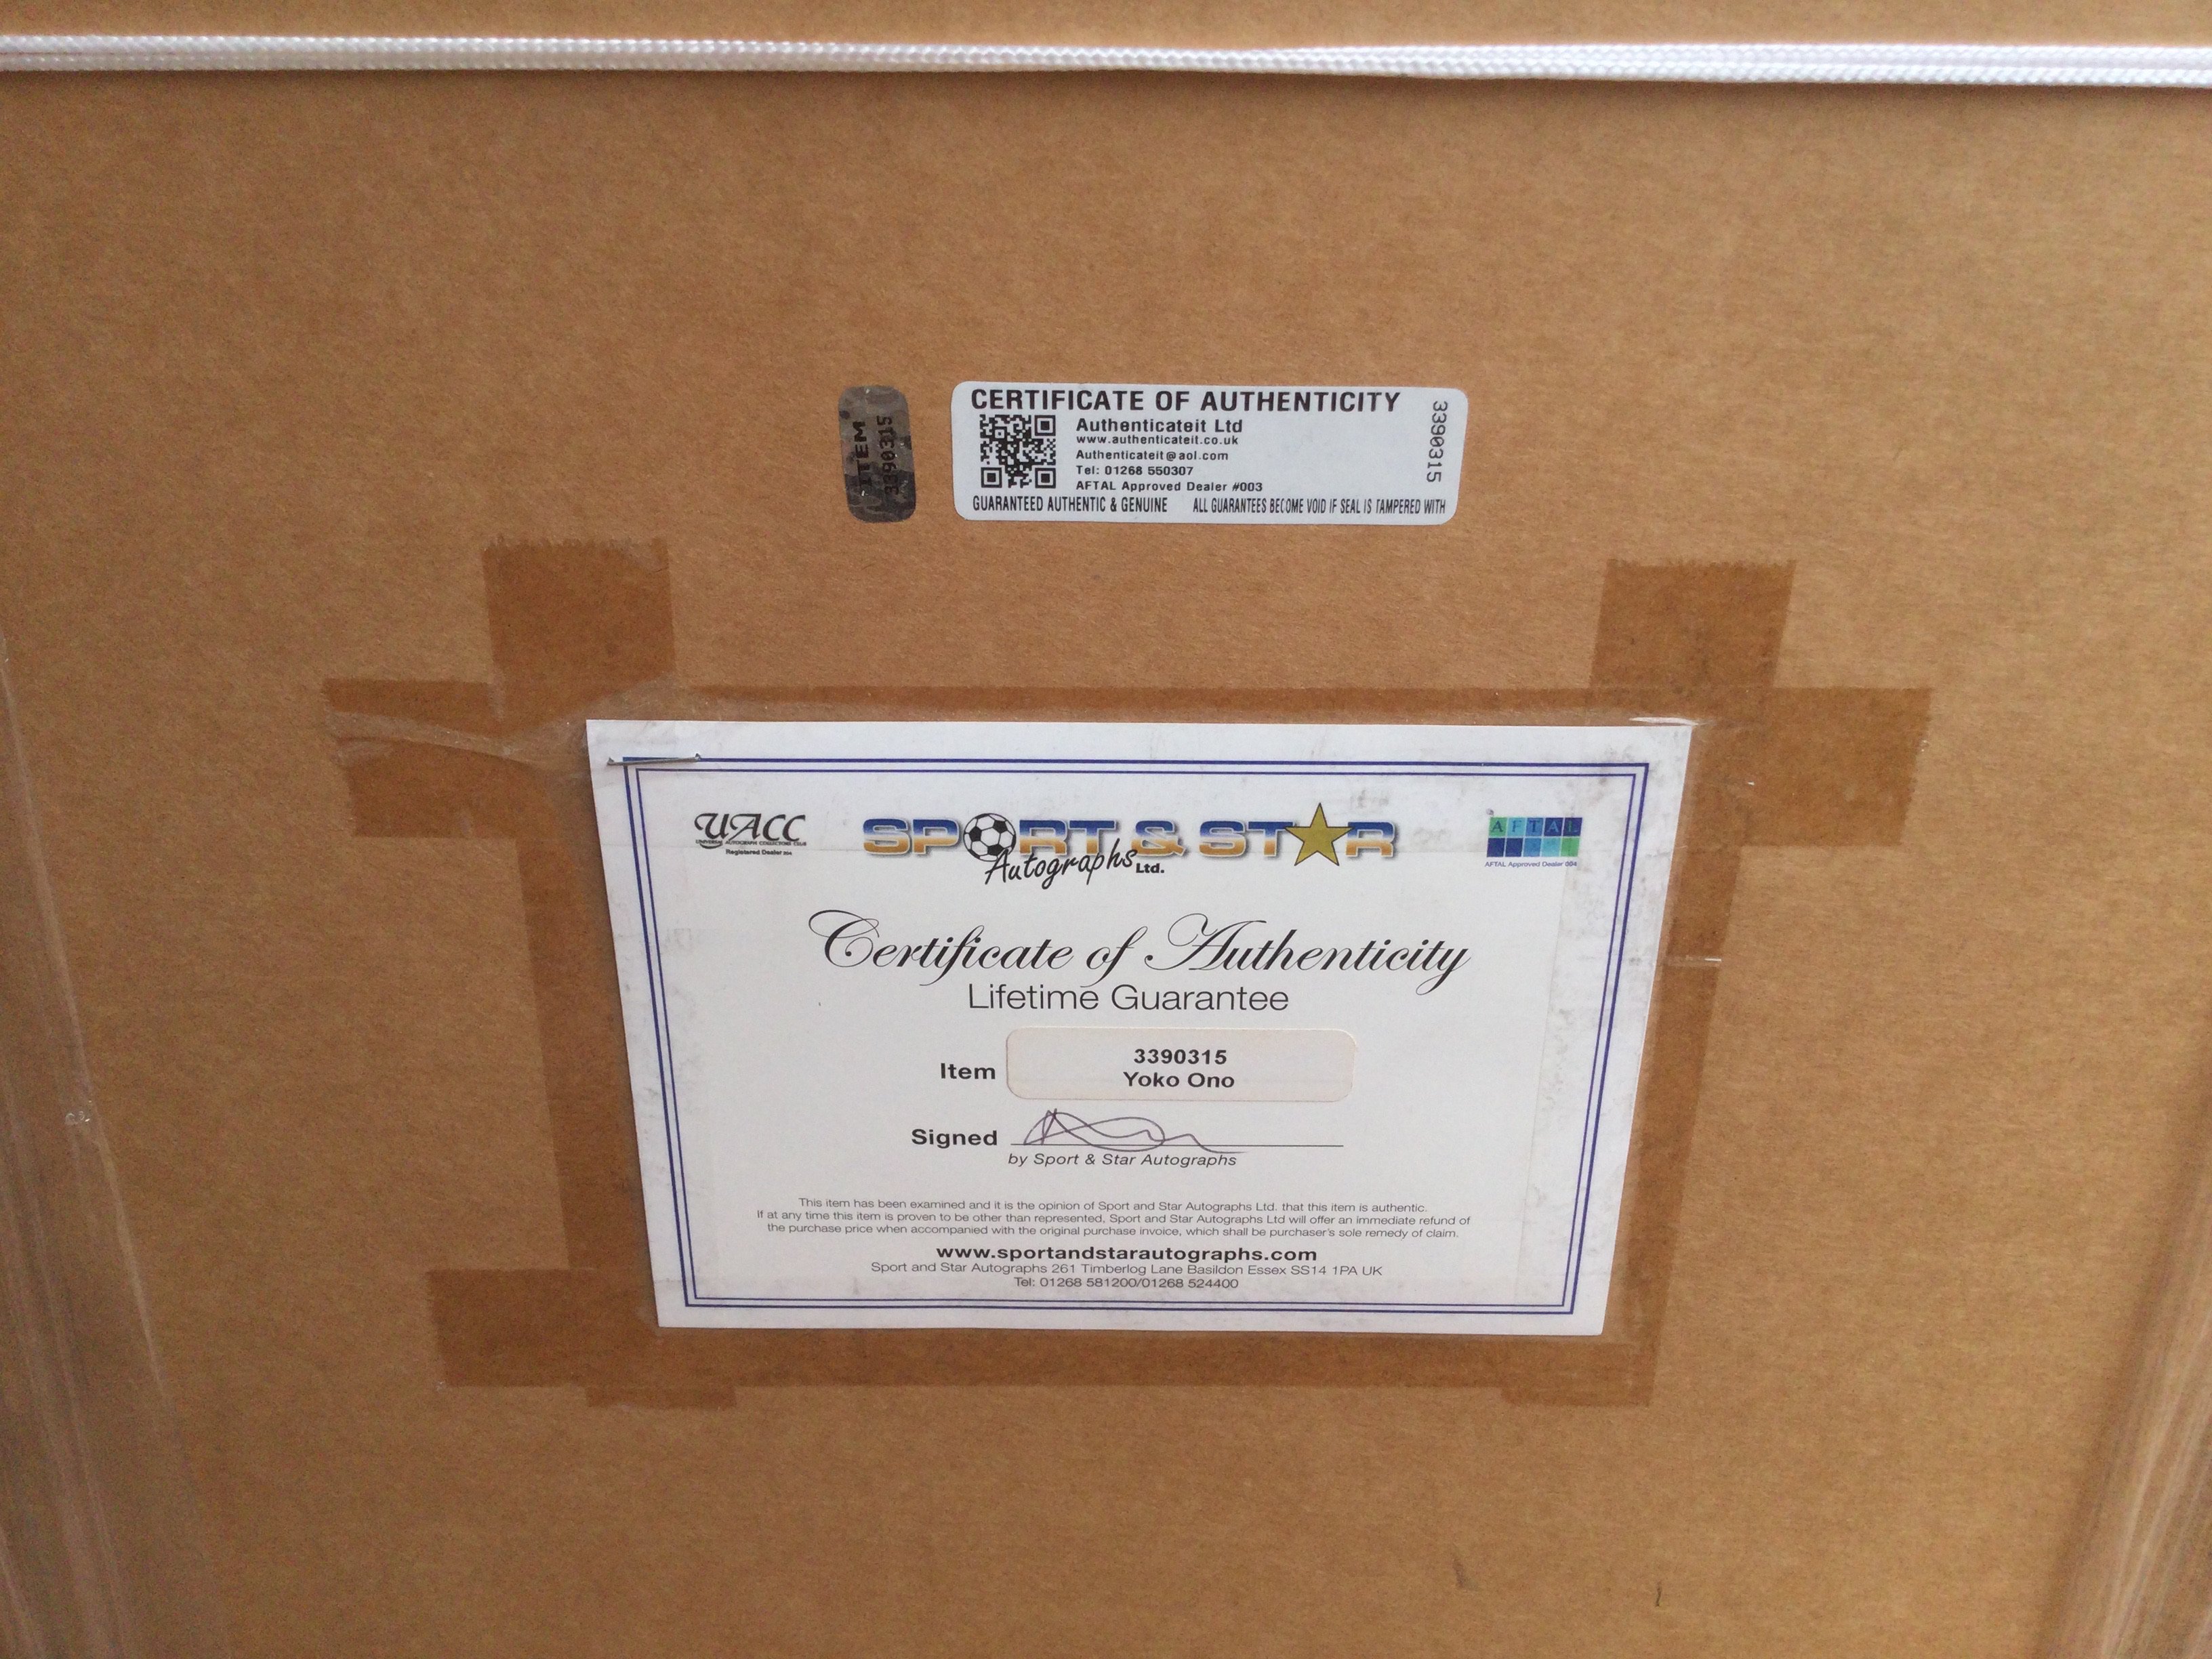 ITEM
3390315
CERTIFICATE OF AUTHENTICITY
Authenticateit Ltd
www.authenticateit.co.uk
Authenticateit@aol.com
Tel: 01268 550307
AFTAL Approved Dealer #003
GUARANTEED AUTHENTIC & GENUINE ALL GUARANTEES BECOME VOID IF SEAL IS TAMPERED WITH
3390315
UACC
UNIVERSAL AUTOGRAPH COLLECTORS CLUB
Registered Dealer
SPORT & STAR
Autographs Ltd.
AFTAL
AFTAL Approved Dealer
Certificate of Authenticity
Lifetime Guarantee
Item
3390315
Yoko Ono
Signed
by Sport & Star Autographs
This item has been examined and it is the opinion of Sport and Star Autographs Ltd. that this item is authentic.
If at any time this item is proven to be other than represented, Sport and Star Autographs Ltd will offer an immediate refund of
the purchase price when accompanied with the original purchase invoice, which shall be purchaser's sole remedy of claim.
www.sportandstarautographs.com
Sport and Star Autographs 261 Timberlog Lane Basildon Essex SS14 1PA UK
Tel: 01268 581200/01268 524400